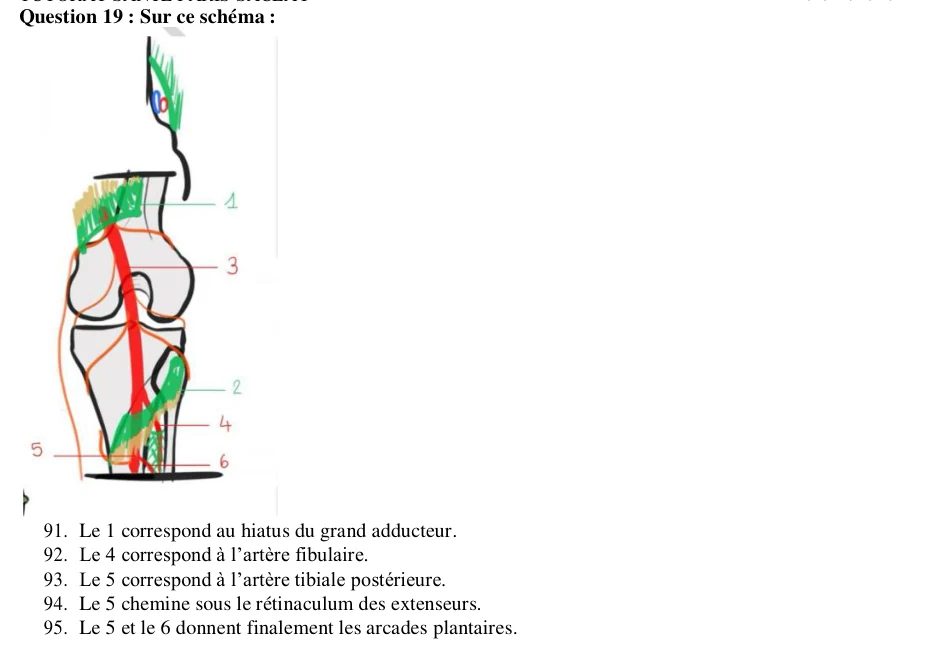 Question 19 : Sur ce schéma :
1
3
2
4
5
6
91. Le 1 correspond au hiatus du grand adducteur.
92. Le 4 correspond à l’artère fibulaire.
93. Le 5 correspond à l’artère tibiale postérieure.
94. Le 5 chemine sous le rétinaculum des extenseurs.
95. Le 5 et le 6 donnent finalement les arcades plantaires.